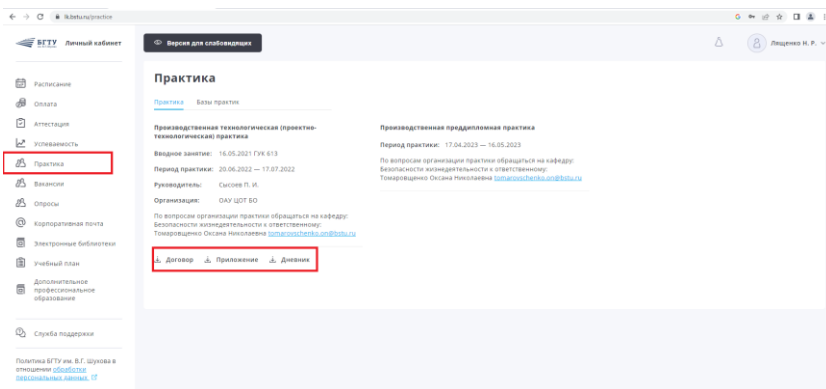 lk.bstu.ru/practice
БГТУ Личный кабинет
Версия для слабовидящих
Лященко Н. Р.
Расписание
Оплата
Аттестация
Успеваемость
Практика
Вакансии
Опросы
Корпоративная почта
Электронные библиотеки
Учебный план
Дополнительное
профессиональное
образование
Служба поддержки
Политика БГТУ им. В.Г. Шухова в
отношении обработки
персональных данных
Практика
Практика Базы практик
Производственная технологическая (проектно-
технологическая) практика
Вводное занятие: 16.05.2021 ГУК 613
Период практики: 20.06.2022 — 17.07.2022
Руководитель: Сысоев П. И.
Организация: ОАУ ЦОТ БО
По вопросам организации практики обращаться на кафедру:
Безопасности жизнедеятельности к ответственному:
Томаровщенко Оксана Николаевна tomarovschenko.on@bstu.ru
Договор Приложение Дневник
Производственная преддипломная практика
Период практики: 17.04.2023 — 16.05.2023
По вопросам организации практики обращаться на кафедру:
Безопасности жизнедеятельности к ответственному:
Томаровщенко Оксана Николаевна tomarovschenko.on@bstu.ru